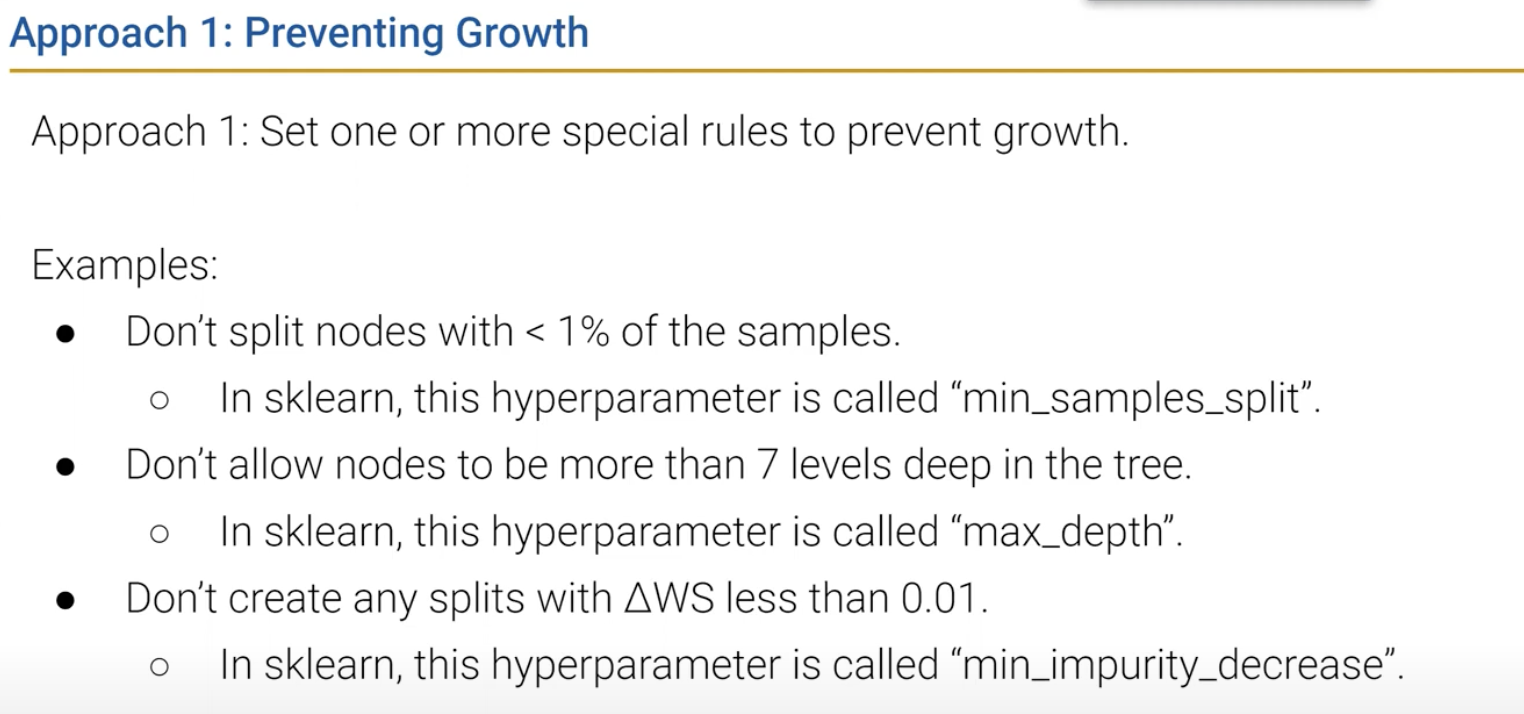 Approach 1: Preventing Growth
Approach 1: Set one or more special rules to prevent growth.
Examples:
● Don’t split nodes with < 1% of the samples.
○ In sklearn, this hyperparameter is called “min_samples_split”.
● Don’t allow nodes to be more than 7 levels deep in the tree.
○ In sklearn, this hyperparameter is called “max_depth”.
● Don’t create any splits with ΔWS less than 0.01.
○ In sklearn, this hyperparameter is called “min_impurity_decrease”.